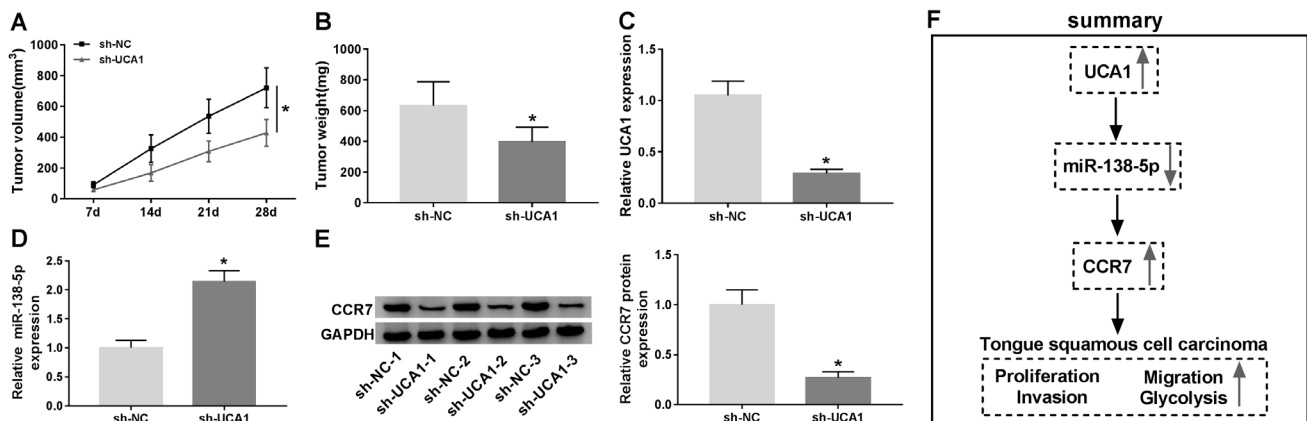 A
sh-NC
sh-UCA1
Tumor volume(mm³)
1000
800
600
400
200
0
7d
14d
21d
28d
*
B
Tumor weight(mg)
1000
800
600
400
200
0
*
sh-NC
sh-UCA1
C
Relative UCA1 expression
1.5
1.0
0.5
0.0
*
sh-NC
sh-UCA1
D
Relative miR-138-5p
expression
2.5
2.0
1.5
1.0
0.5
0.0
*
sh-NC
sh-UCA1
E
CCR7
GAPDH
sh-NC-1
sh-UCA1-1
sh-NC-2
sh-UCA1-2
sh-NC-3
sh-UCA1-3
Relative CCR7 protein
expression
1.5
1.0
0.5
0.0
*
sh-NC
sh-UCA1
F
summary
UCA1
miR-138-5p
CCR7
Tongue squamous cell carcinoma
Proliferation Migration
Invasion Glycolysis